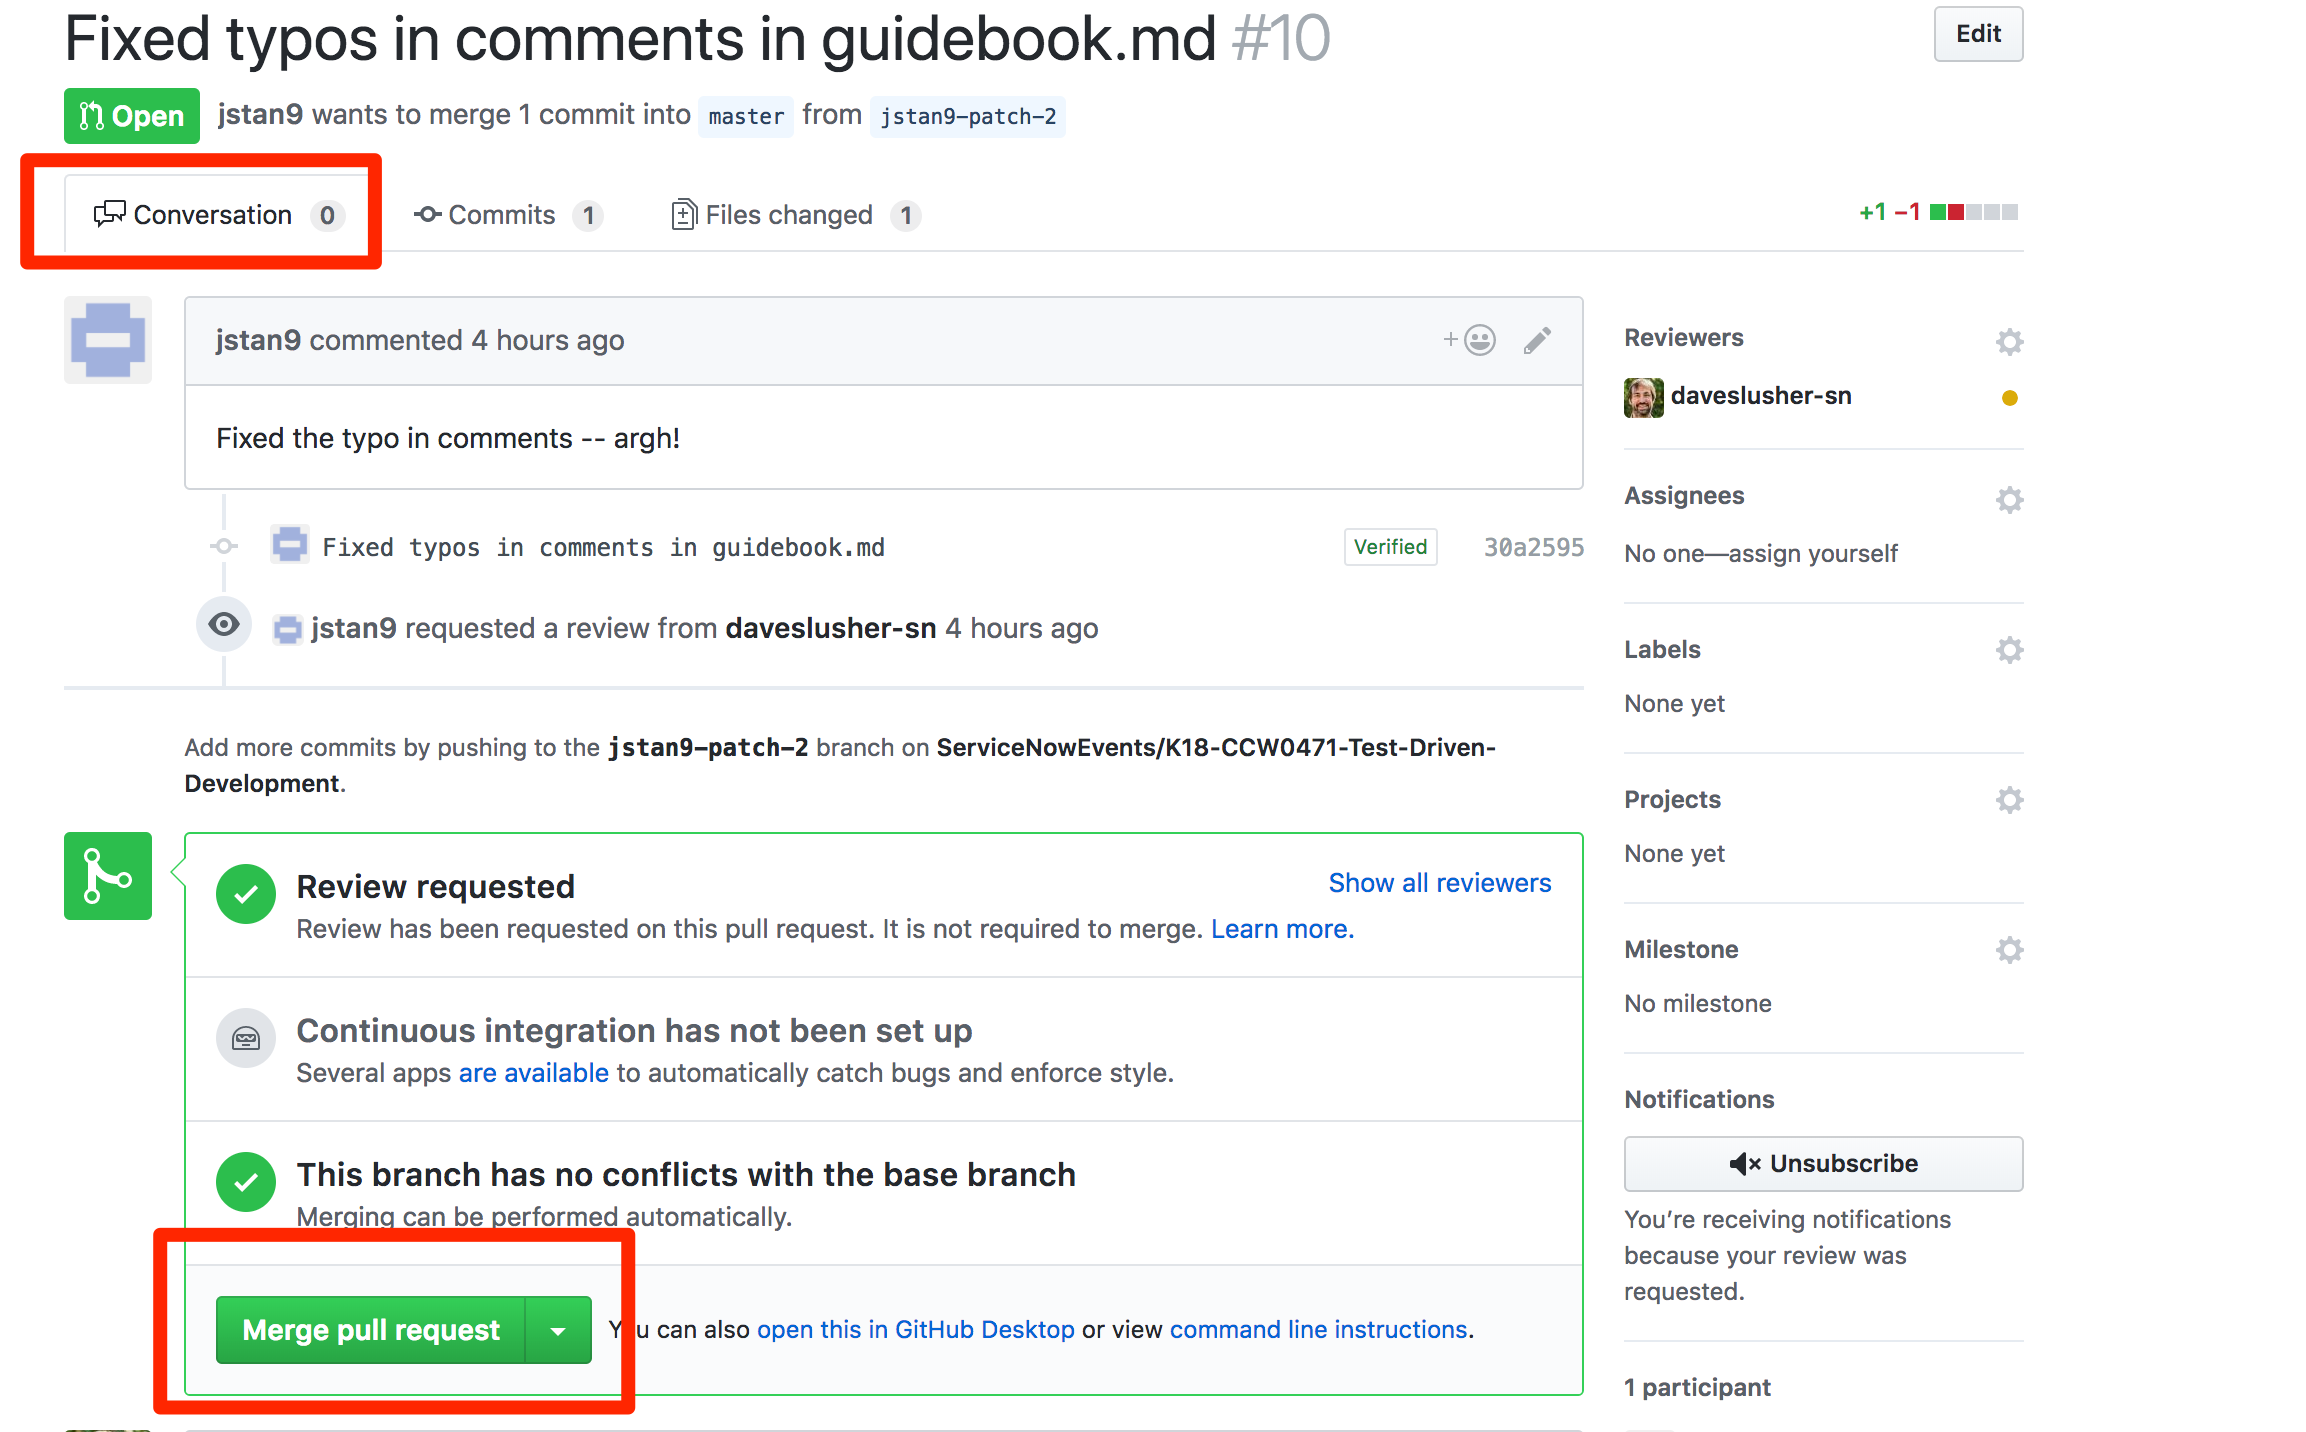 Fixed typos in comments in guidebook.md #10
Edit
Open jstan9 wants to merge 1 commit into master from jstan9-patch-2
Conversation 0 Commits 1 Files changed 1
+1 −1
jstan9 commented 4 hours ago
+
Fixed the typo in comments -- argh!
Fixed typos in comments in guidebook.md Verified 30a2595
jstan9 requested a review from daveslusher-sn 4 hours ago
Add more commits by pushing to the jstan9-patch-2 branch on ServiceNowEvents/K18-CCW0471-Test-Driven-
Development.
Review requested
Show all reviewers
Review has been requested on this pull request. It is not required to merge. Learn more.
Continuous integration has not been set up
Several apps are available to automatically catch bugs and enforce style.
This branch has no conflicts with the base branch
Merging can be performed automatically.
Merge pull request
You can also open this in GitHub Desktop or view command line instructions.
Reviewers
daveslusher-sn
Assignees
No one—assign yourself
Labels
None yet
Projects
None yet
Milestone
No milestone
Notifications
Unsubscribe
You’re receiving notifications
because your review was
requested.
1 participant